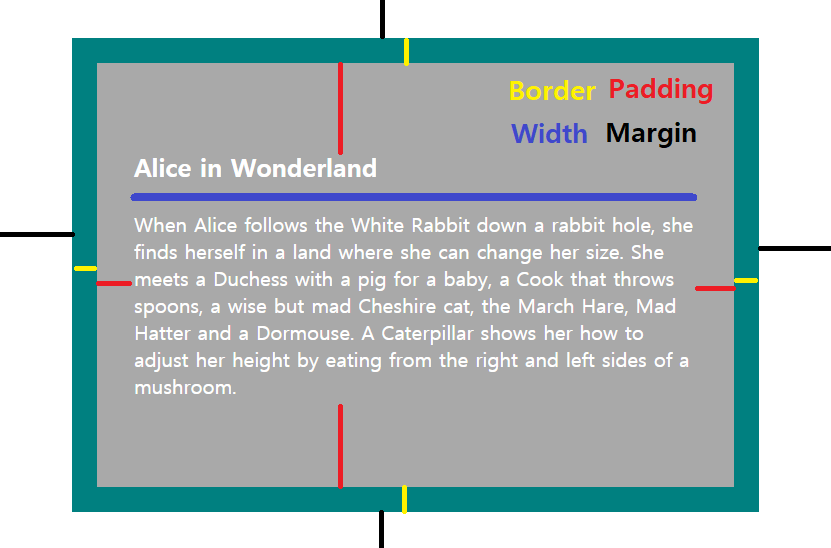 Border Padding
Width Margin
Alice in Wonderland
When Alice follows the White Rabbit down a rabbit hole, she
finds herself in a land where she can change her size. She
meets a Duchess with a pig for a baby, a Cook that throws
spoons, a wise but mad Cheshire cat, the March Hare, Mad
Hatter and a Dormouse. A Caterpillar shows her how to
adjust her height by eating from the right and left sides of a
mushroom.